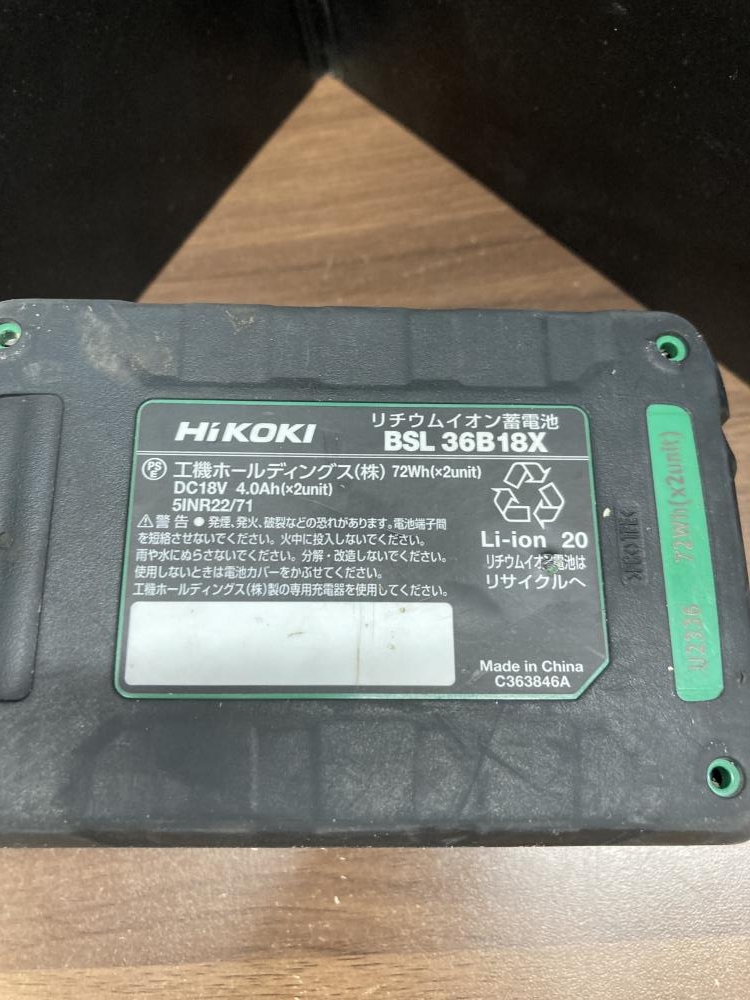 HiKOKI
リチウムイオン蓄電池
BSL 36B18X
PSE 工機ホールディングス(株) 72Wh(×2unit)
DC18V 4.0Ah(×2unit)
5INR22/71
⚠警告 ● 発煙、発火、破裂などの恐れがあります。電池端子間
を短絡させないでください。火中に投入しないでください。
雨や水にぬらさないでください。分解・改造しないでください。
使用しないときは電池カバーをかぶせてください。
工機ホールディングス(株)製の専用充電器を使用してください。
Li-ion 20
リチウムイオン電池は
リサイクルへ
Made in China
C363846A
U2336 72Wh(x2unit)